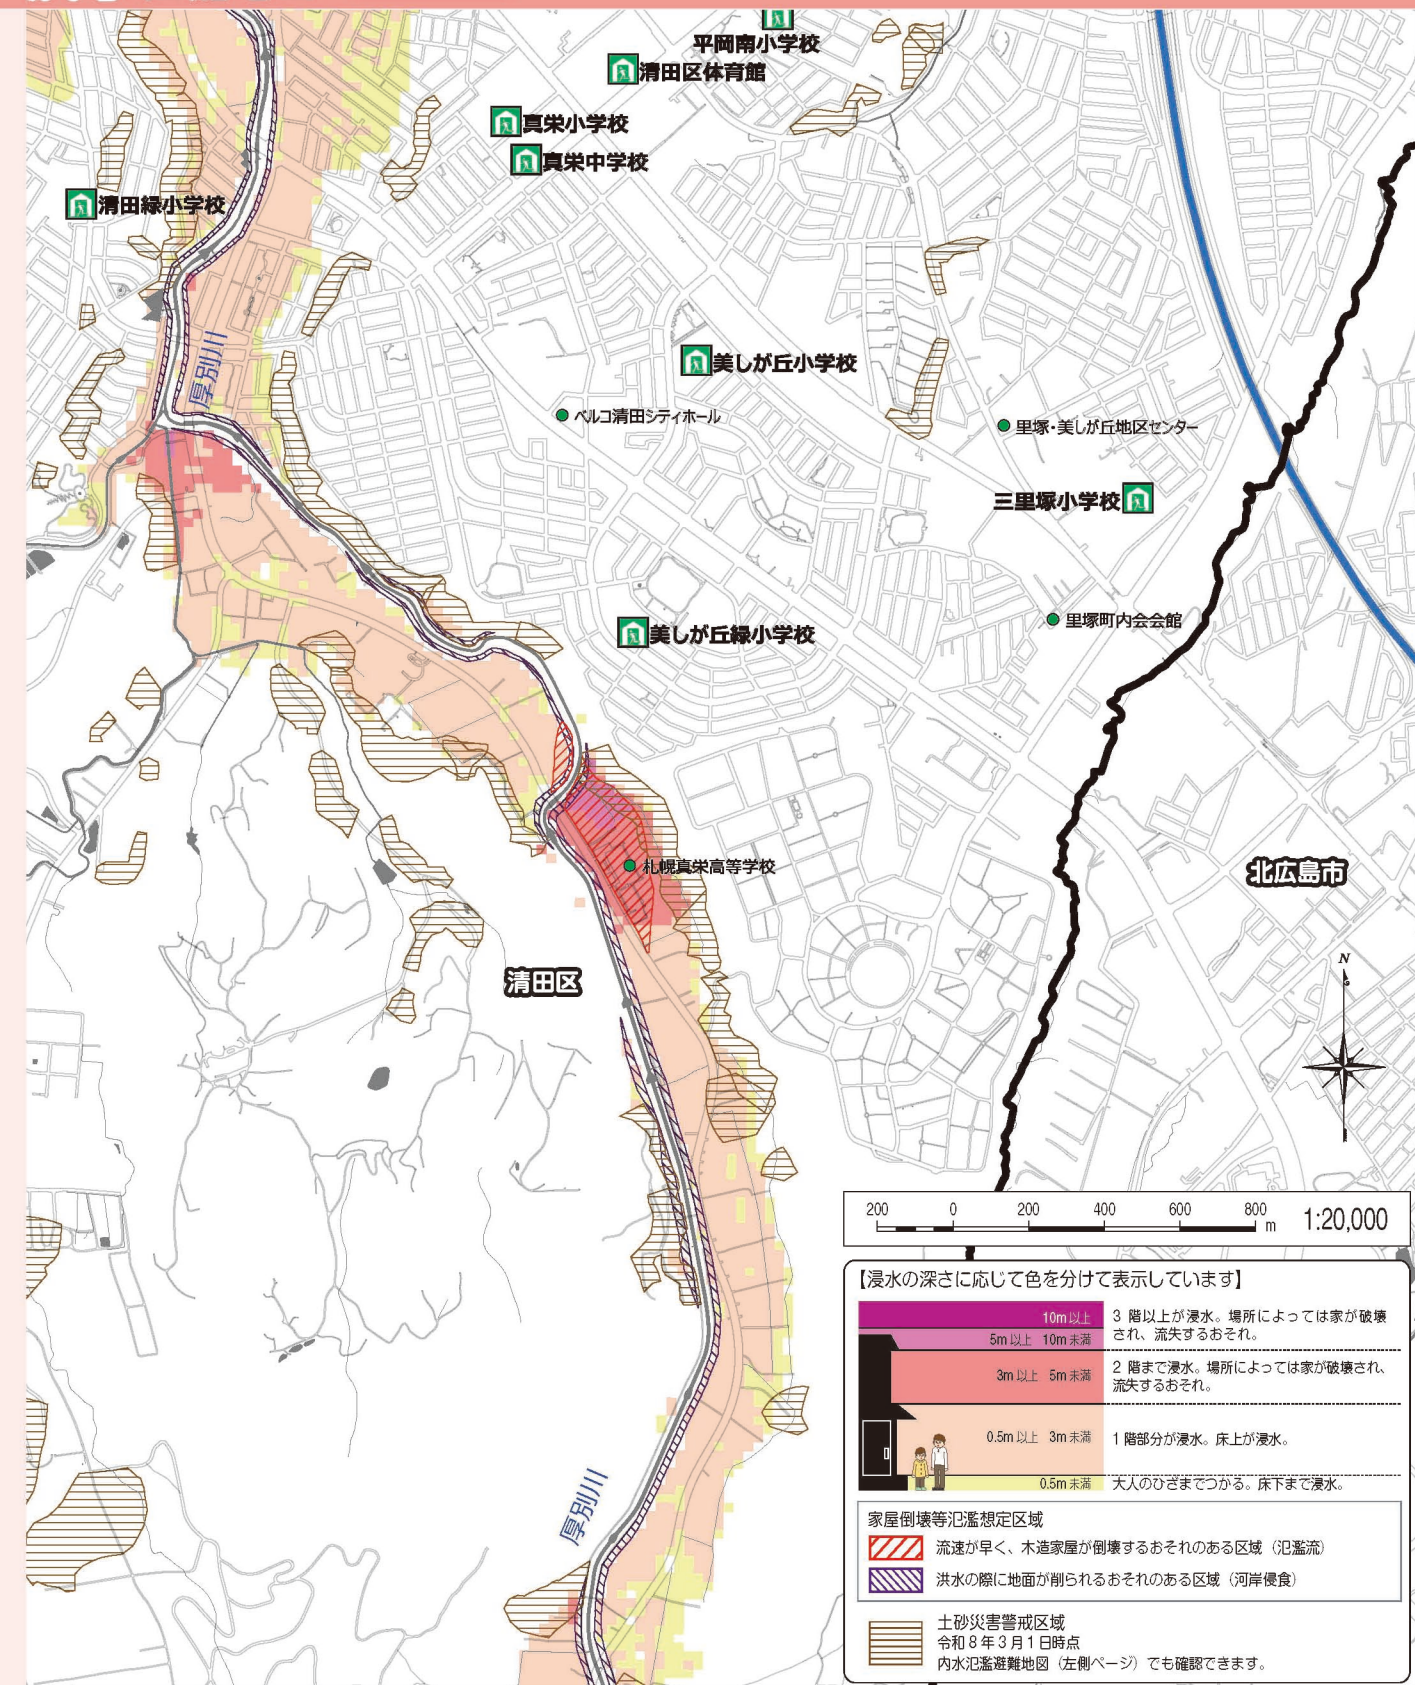 平岡南小学校
清田区体育館
真栄小学校
真栄中学校
清田緑小学校
厚別川
美しが丘小学校
ベルコ清田シティホール
里塚・美しが丘地区センター
三里塚小学校
里塚町内会会館
美しが丘緑小学校
札幌真栄高等学校
北広島市
清田区
N
200 0 200 400 600 800 m 1:20,000
【浸水の深さに応じて色を分けて表示しています】
10m以上
3 階以上が浸水。場所によっては家が破壊
され、流失するおそれ。
5m以上 10m未満
3m以上 5m未満
2 階まで浸水。場所によっては家が破壊され、
流失するおそれ。
0.5m以上 3m未満
1 階部分が浸水。床上が浸水。
0.5m未満
大人のひざまでつかる。床下まで浸水。
家屋倒壊等氾濫想定区域
流速が早く、木造家屋が倒壊するおそれのある区域（氾濫流）
洪水の際に地面が削られるおそれのある区域（河岸侵食）
土砂災害警戒区域
令和8年3月1日時点
内水氾濫避難地図（左側ページ）でも確認できます。
厚別川